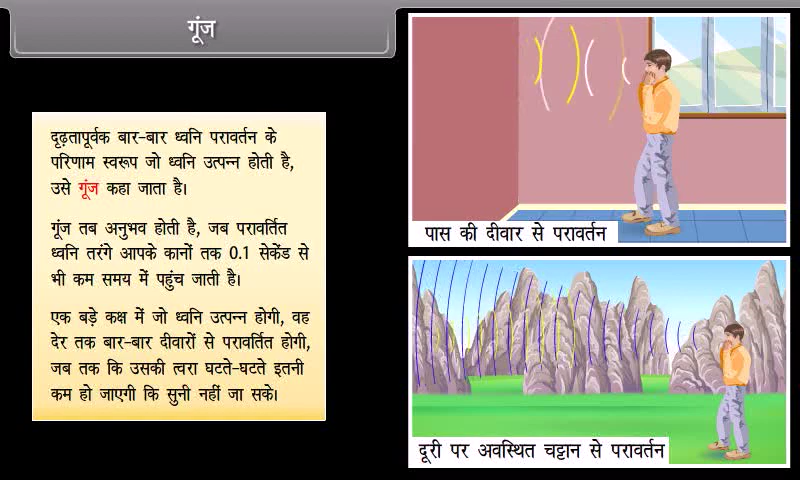 गूंज
दृढ़तापूर्वक बार-बार ध्वनि परावर्तन के
परिणाम स्वरूप जो ध्वनि उत्पन्न होती है,
उसे गूंज कहा जाता है।
गूंज तब अनुभव होती है, जब परावर्तित
ध्वनि तरंगे आपके कानों तक 0.1 सेकेंड से
भी कम समय में पहुंच जाती है।
एक बड़े कक्ष में जो ध्वनि उत्पन्न होगी, वह
देर तक बार-बार दीवारों से परावर्तित होगी,
जब तक कि उसकी त्वरा घटते-घटते इतनी
कम हो जाएगी कि सुनी नहीं जा सके।
पास की दीवार से परावर्तन
दूरी पर अवस्थित चट्टान से परावर्तन